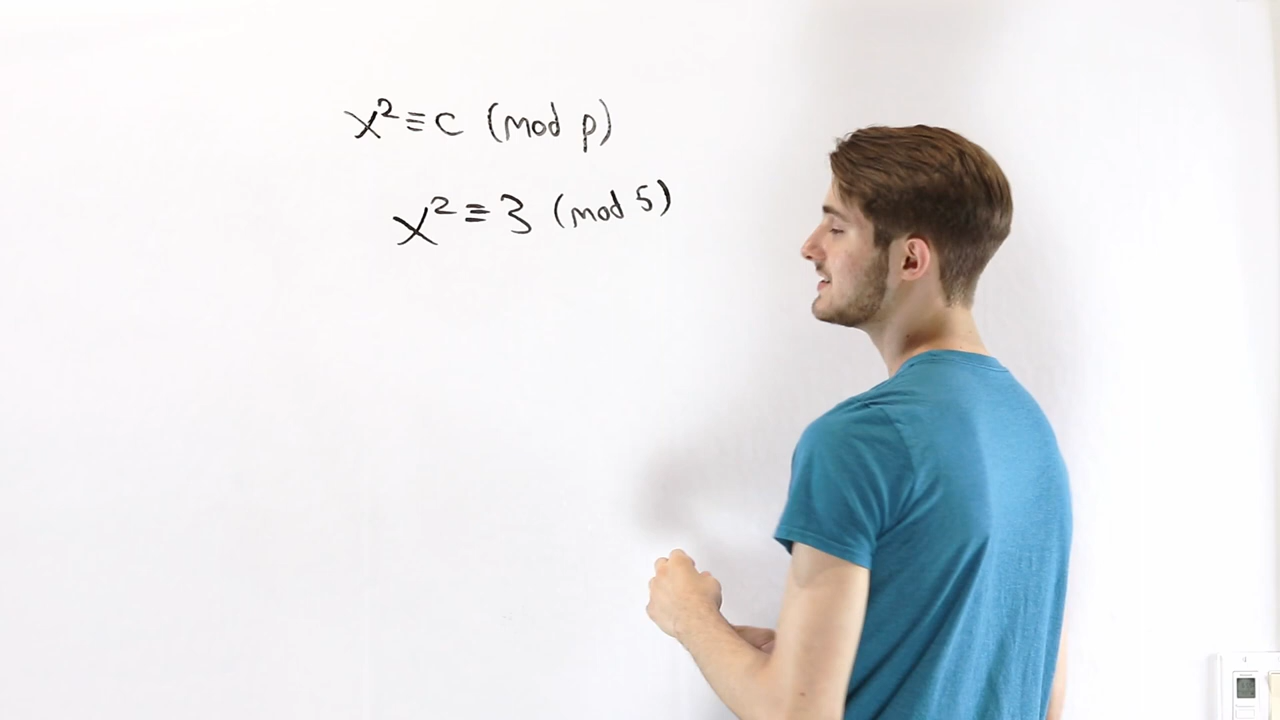 x² ≡ c (mod p)
x² ≡ 3 (mod 5)